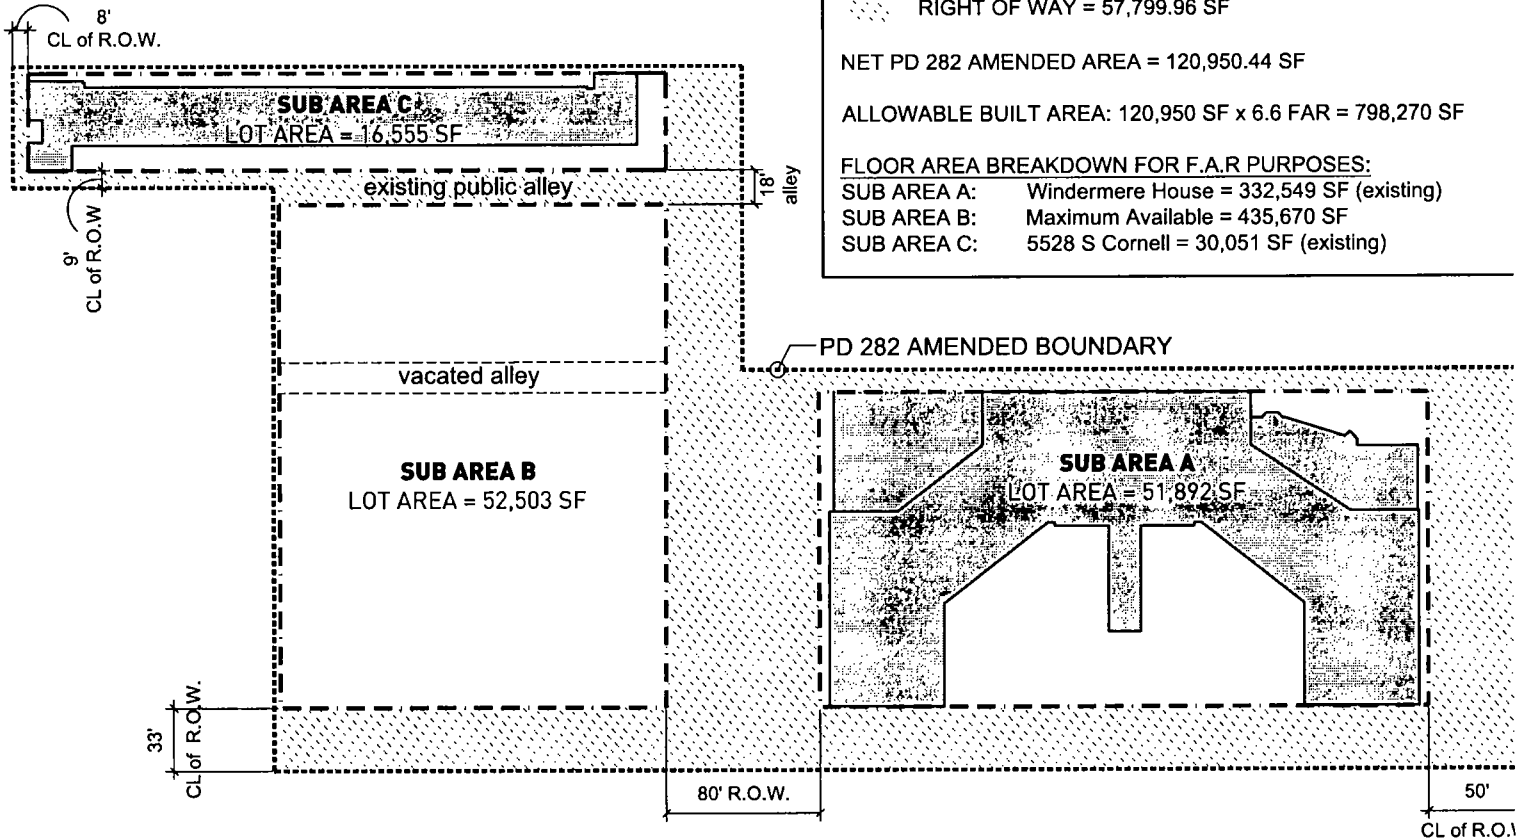 8'
CL of R.O.W.
RIGHT OF WAY = 57,799.96 SF
NET PD 282 AMENDED AREA = 120,950.44 SF
ALLOWABLE BUILT AREA: 120,950 SF x 6.6 FAR = 798,270 SF
FLOOR AREA BREAKDOWN FOR F.A.R PURPOSES:
SUB AREA A: Windermere House = 332,549 SF (existing)
SUB AREA B: Maximum Available = 435,670 SF
SUB AREA C: 5528 S Cornell = 30,051 SF (existing)
SUB AREA C
LOT AREA = 16,555 SF
existing public alley
18'
alley
9'
CL of R.O.W
vacated alley
PD 282 AMENDED BOUNDARY
SUB AREA B
LOT AREA = 52,503 SF
SUB AREA A
LOT AREA = 51,892 SF
33'
CL of R.O.W.
80' R.O.W.
50'
CL of R.O.W